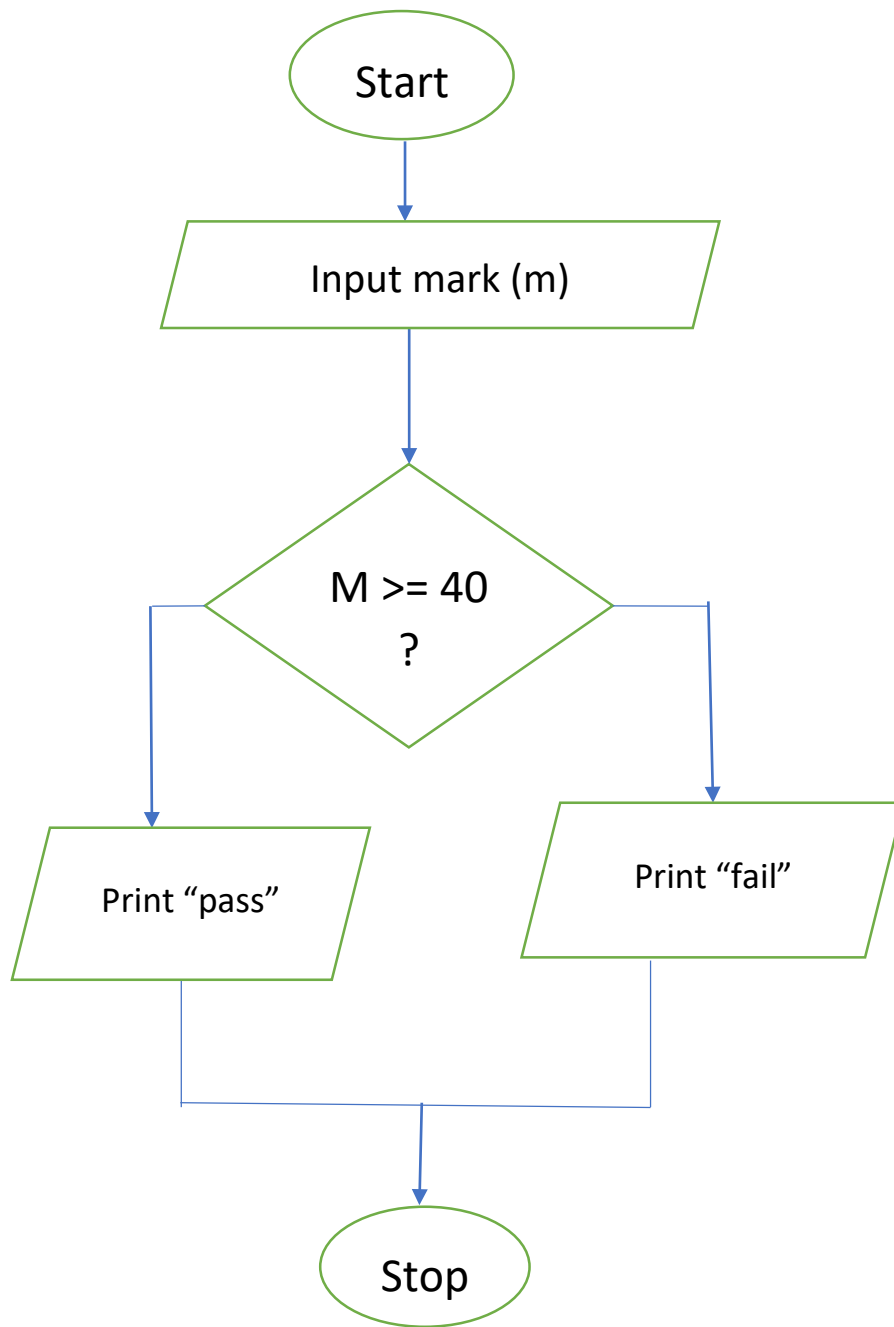 Start
Input mark (m)
M >= 40
?
Print “pass”
Print “fail”
Stop